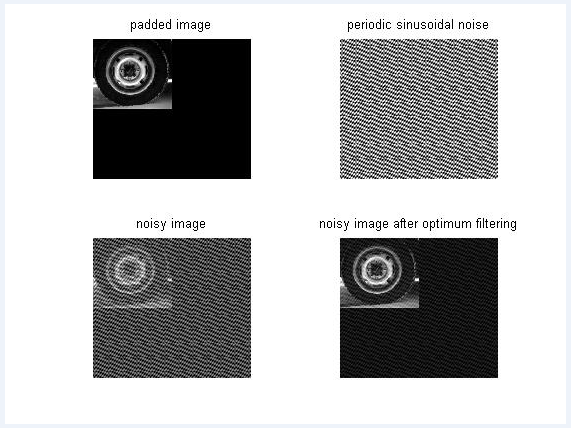 padded image
periodic sinusoidal noise
noisy image
noisy image after optimum filtering